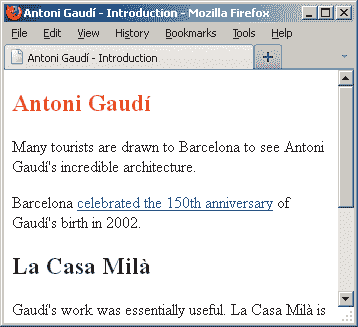 Antoni Gaudí - Introduction - Mozilla Firefox
File Edit View History Bookmarks Tools Help
Antoni Gaudí - Introduction
Antoni Gaudí
Many tourists are drawn to Barcelona to see Antoni
Gaudí's incredible architecture.
Barcelona celebrated the 150th anniversary of
Gaudí's birth in 2002.
La Casa Milà
Gaudí's work was essentially useful. La Casa Milà is